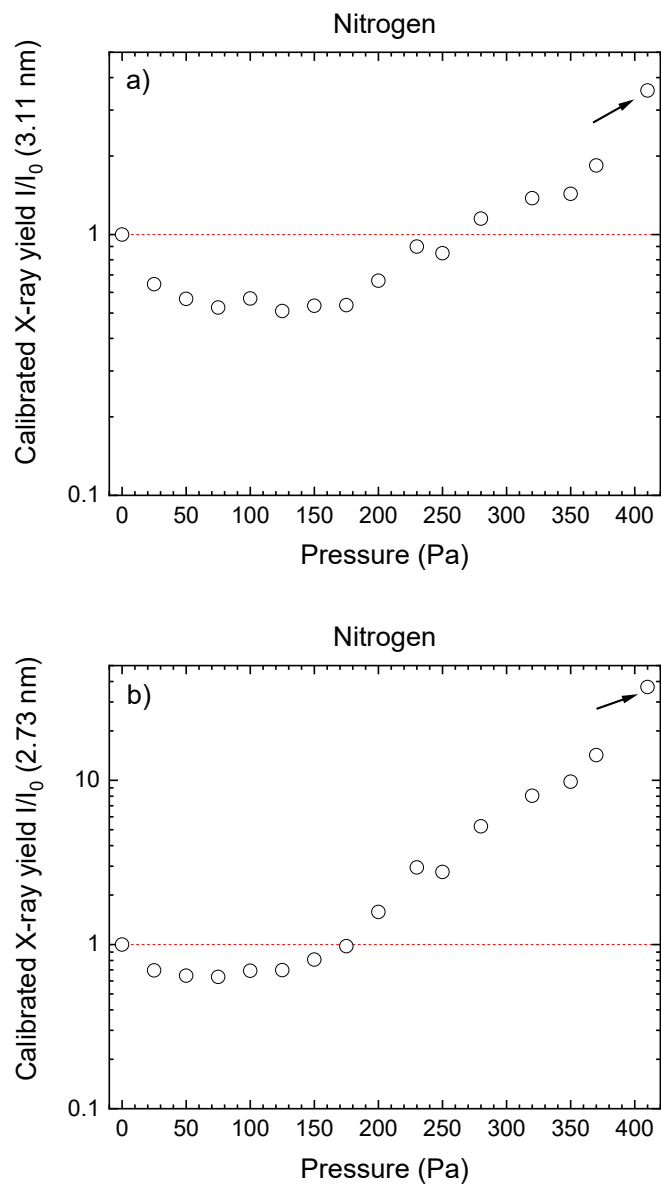 Nitrogen
a)
Calibrated X-ray yield I/I₀ (3.11 nm)
1
0.1
0 50 100 150 200 250 300 350 400
Pressure (Pa)
Nitrogen
b)
Calibrated X-ray yield I/I₀ (2.73 nm)
10
1
0.1
0 50 100 150 200 250 300 350 400
Pressure (Pa)